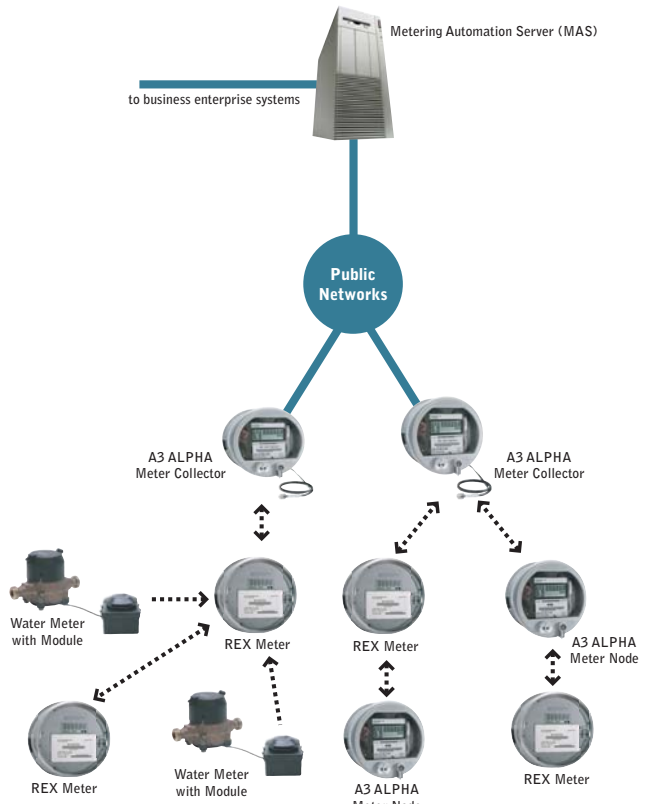 Metering Automation Server (MAS)
to business enterprise systems
Public
Networks
A3 ALPHA
Meter Collector
A3 ALPHA
Meter Collector
Water Meter
with Module
REX Meter
REX Meter
A3 ALPHA
Meter Node
REX Meter
Water Meter
with Module
A3 ALPHA
Meter Node
REX Meter